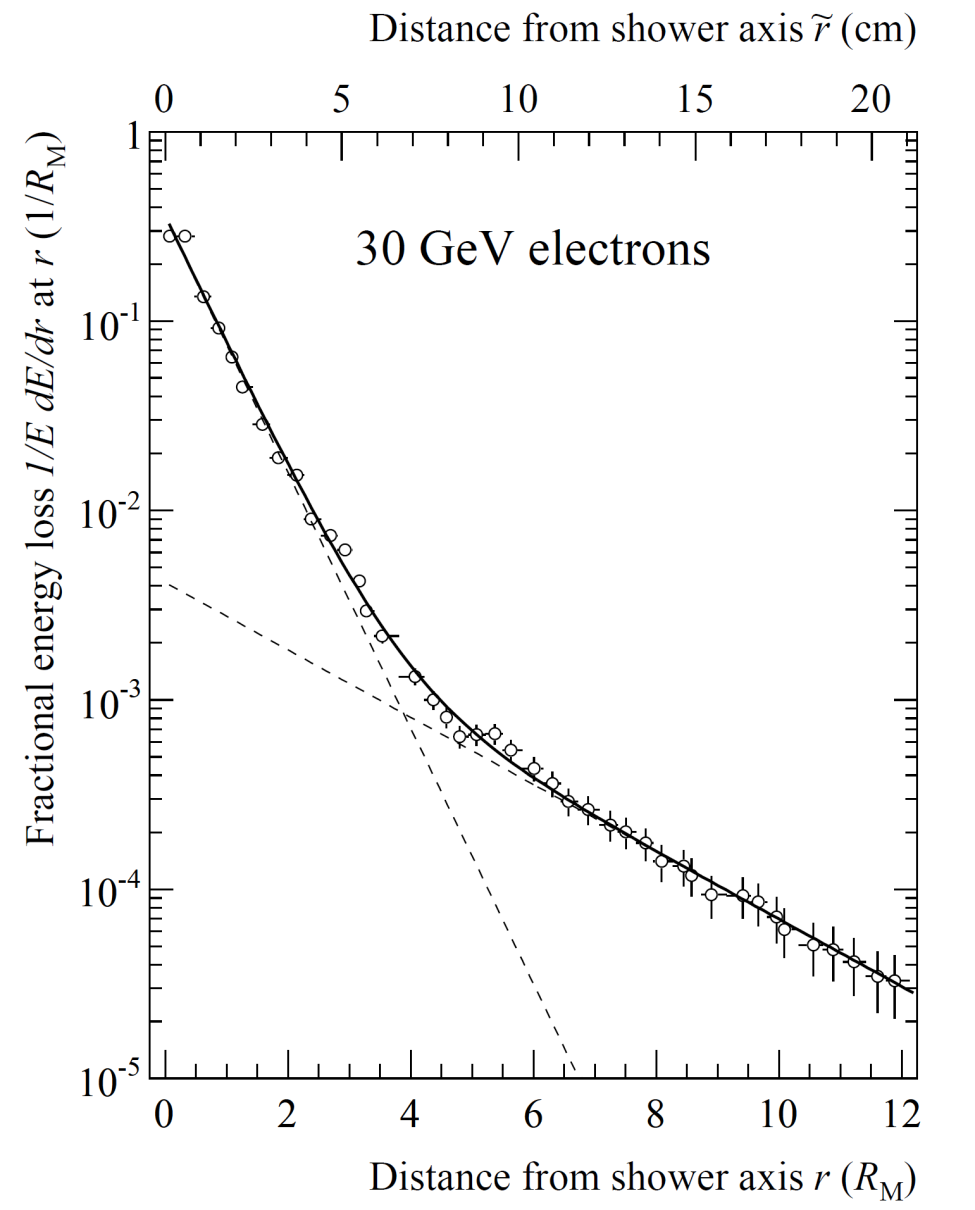 Distance from shower axis r̃ (cm)
0 5 10 15 20
30 GeV electrons
Fractional energy loss 1/E dE/dr at r (1/R_M)
1
10^-1
10^-2
10^-3
10^-4
10^-5
0 2 4 6 8 10 12
Distance from shower axis r (R_M)